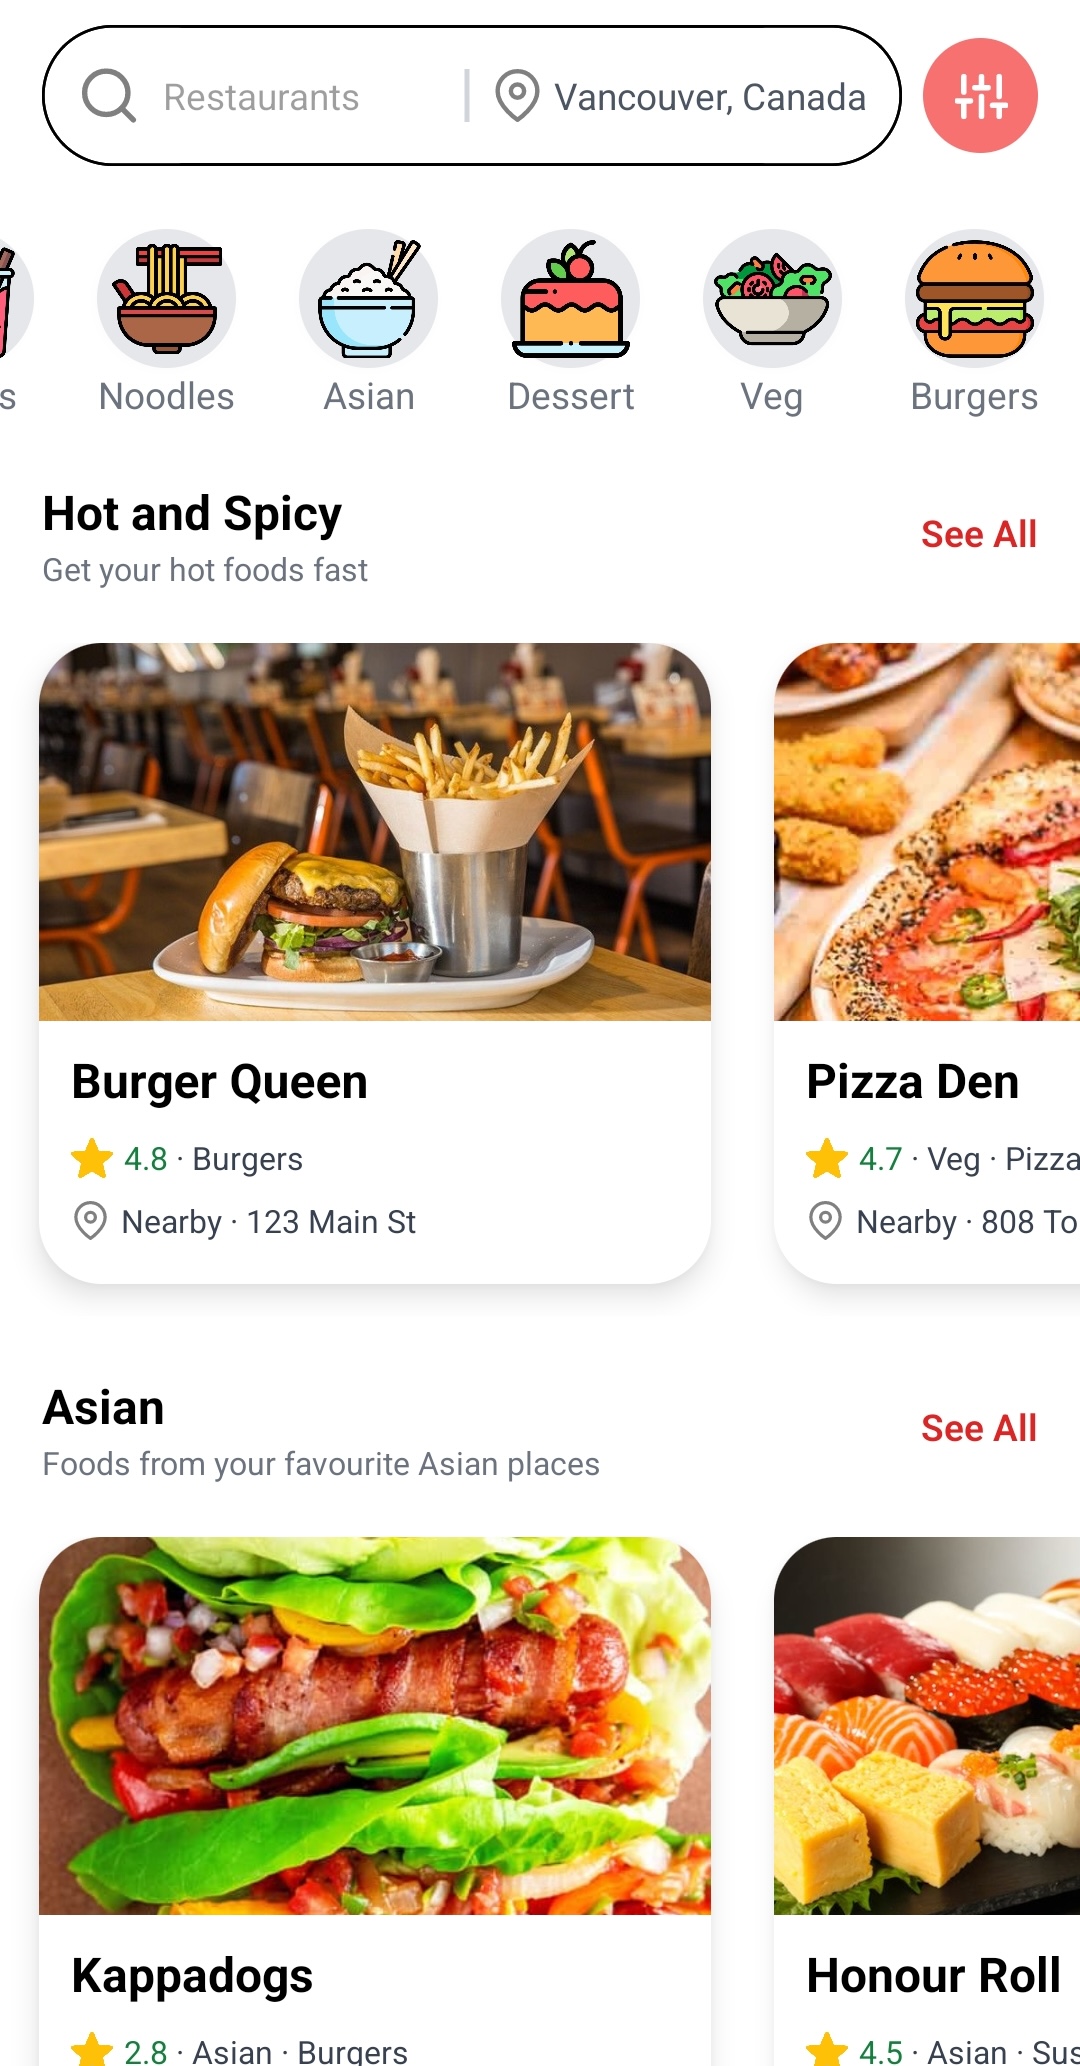 Restaurants
Vancouver, Canada
s
Noodles
Asian
Dessert
Veg
Burgers
Hot and Spicy
Get your hot foods fast
See All
Burger Queen
4.8 · Burgers
Nearby · 123 Main St
Pizza Den
4.7 · Veg · Pizza
Nearby · 808 To
Asian
Foods from your favourite Asian places
See All
Kappadogs
2.8 · Asian · Burgers
Honour Roll
4.5 · Asian · Sus